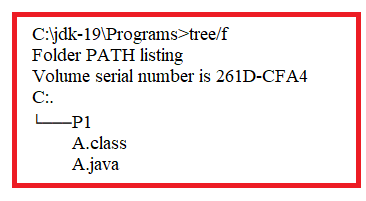 C:\jdk-19\Programs>tree/f
Folder PATH listing
Volume serial number is 261D-CFA4
C:.
└───P1
A.class
A.java